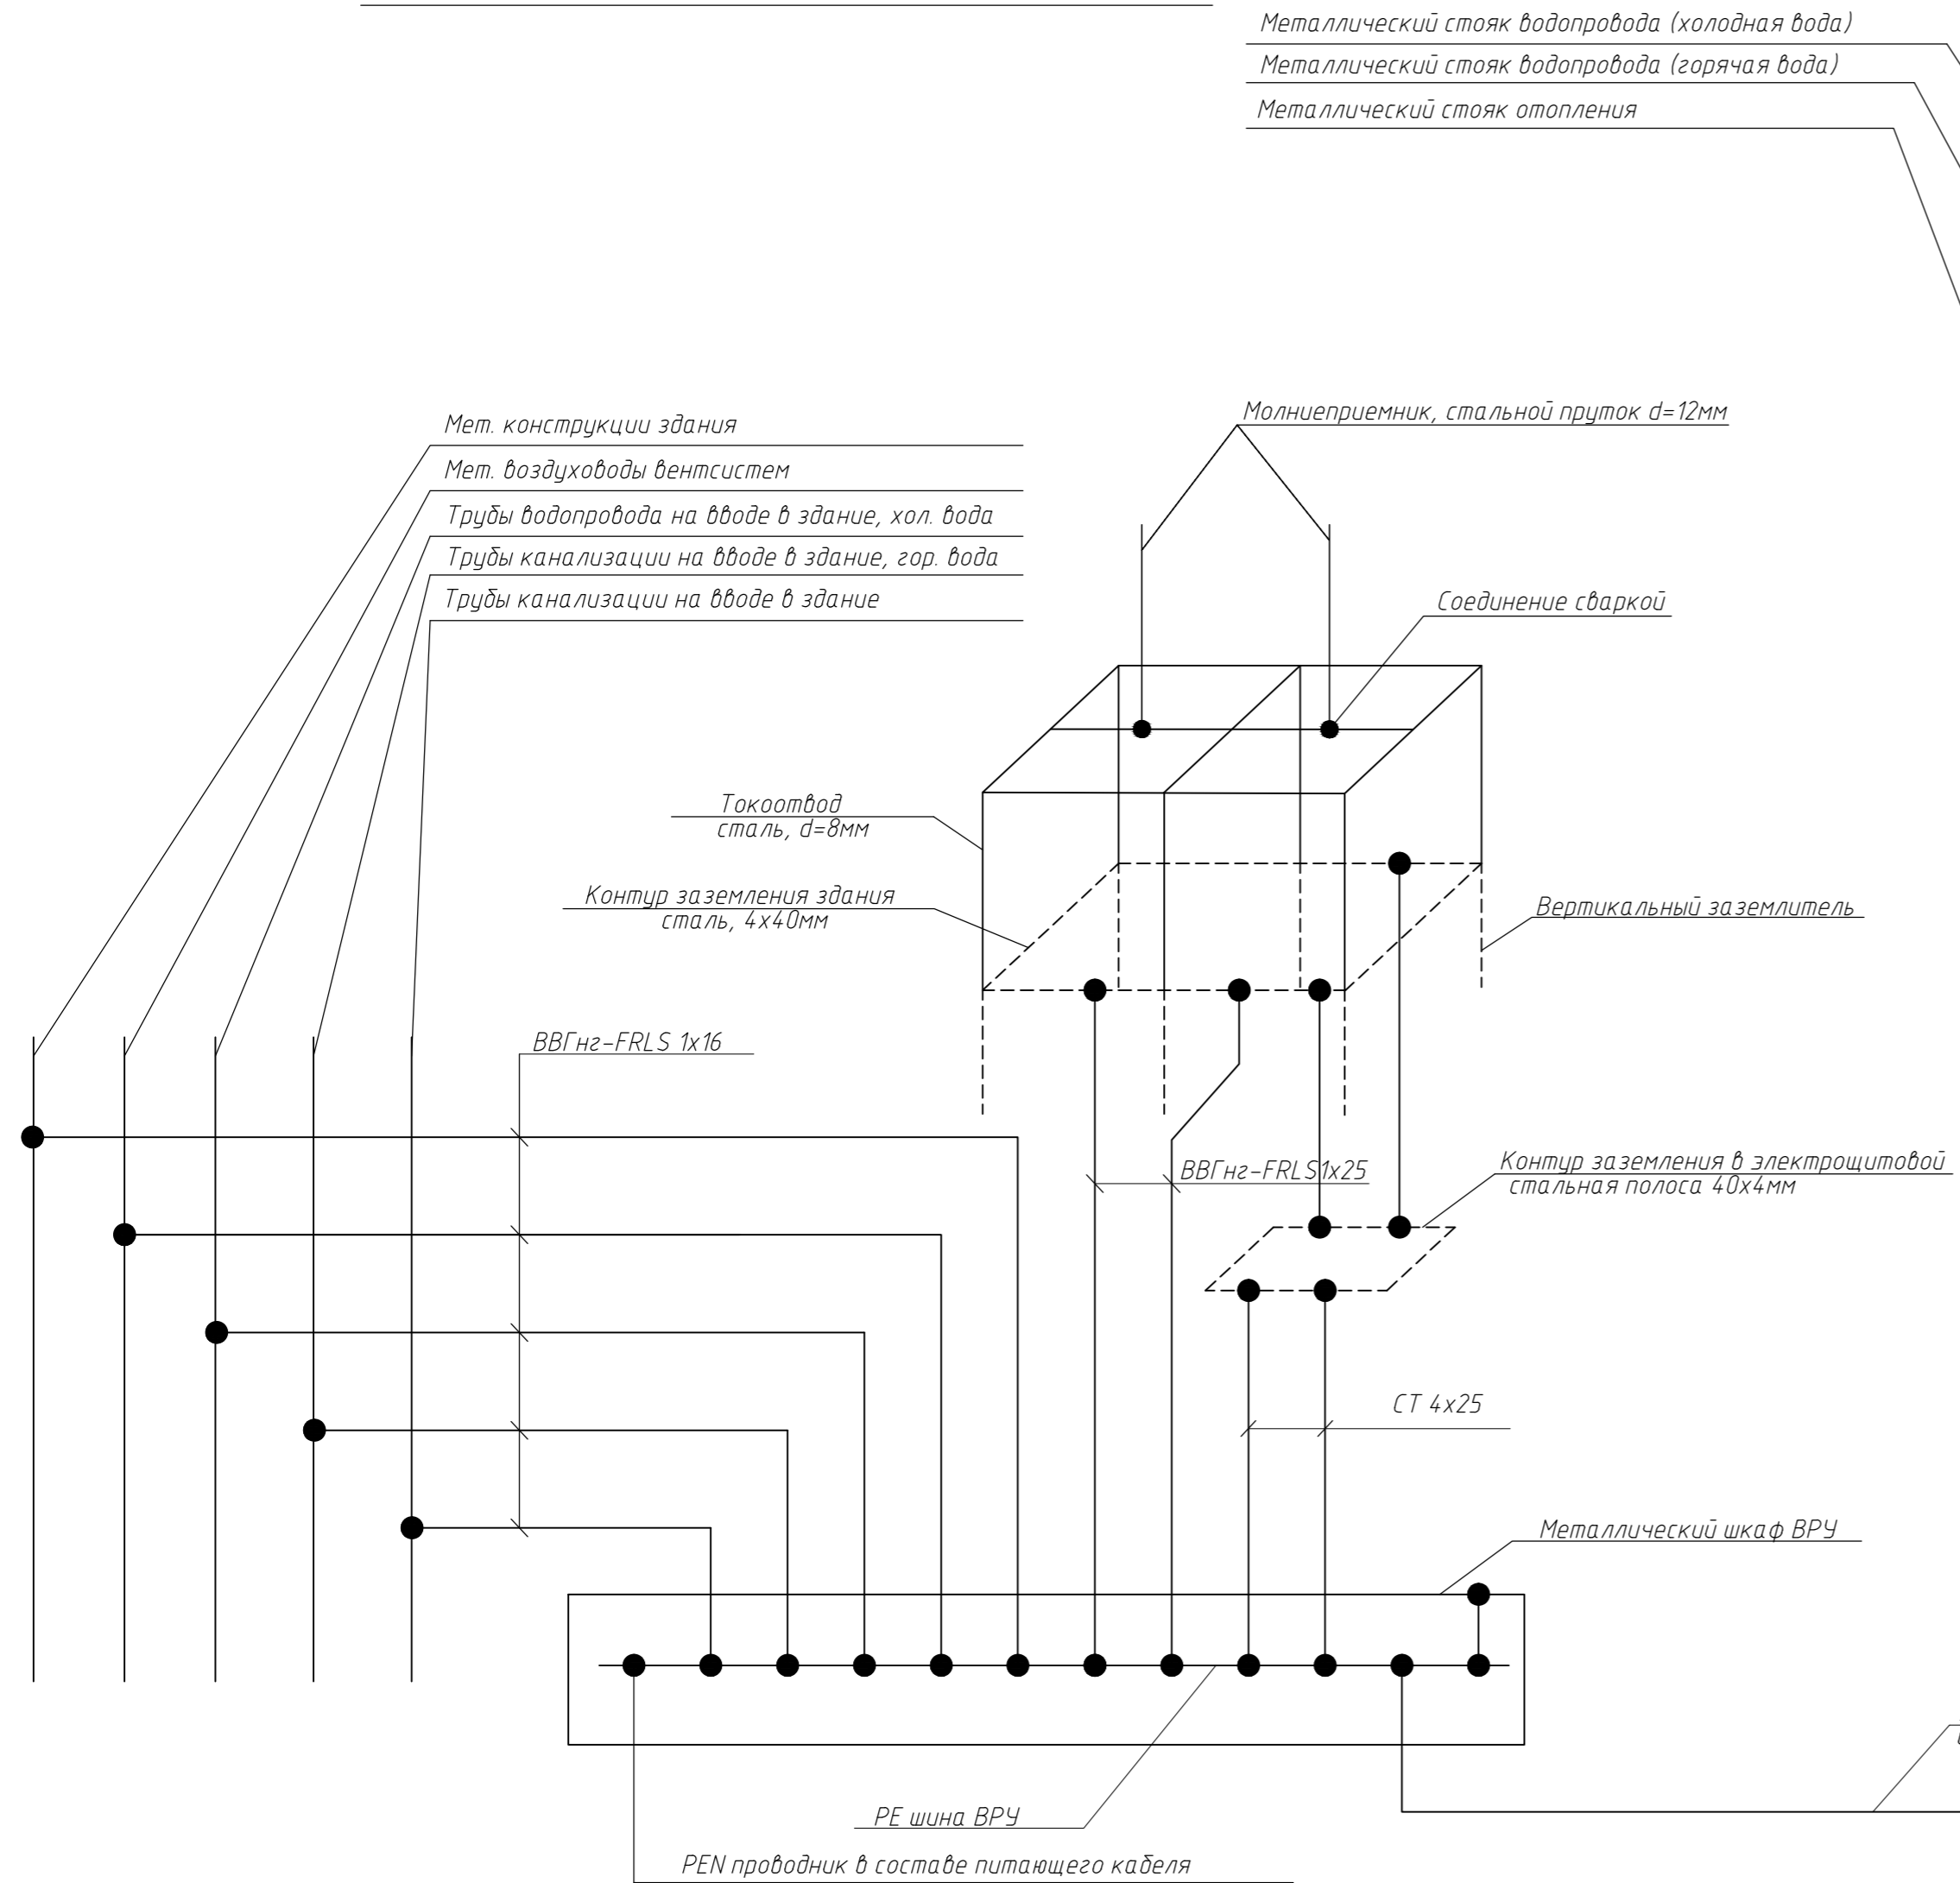 Металлический стояк водопровода (холодная вода)
Металлический стояк водопровода (горячая вода)
Металлический стояк отопления
Молниеприемник, стальной пруток d=12мм
Мет. конструкции здания
Мет. воздуховоды вентсистем
Трубы водопровода на вводе в здание, хол. вода
Трубы канализации на вводе в здание, гор. вода
Трубы канализации на вводе в здание
Соединение сваркой
Токоотвод
сталь, d=8мм
Контур заземления здания
сталь, 4х40мм
Вертикальный заземлитель
ВВГнг-FRLS 1х16
ВВГнг-FRLS1х25
Контур заземления в электрощитовой
стальная полоса 40х4мм
СТ 4х25
Металлический шкаф ВРУ
РЕ шина ВРУ
PEN проводник в составе питающего кабеля